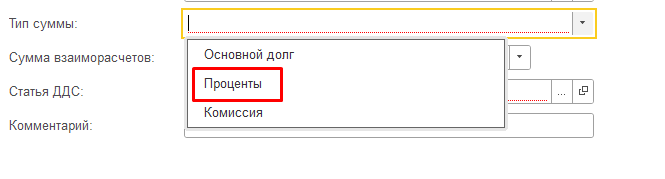 Тип суммы:
Основной долг
Сумма взаиморасчетов:
Проценты
Статья ДДС:
...
Комиссия
Комментарий: